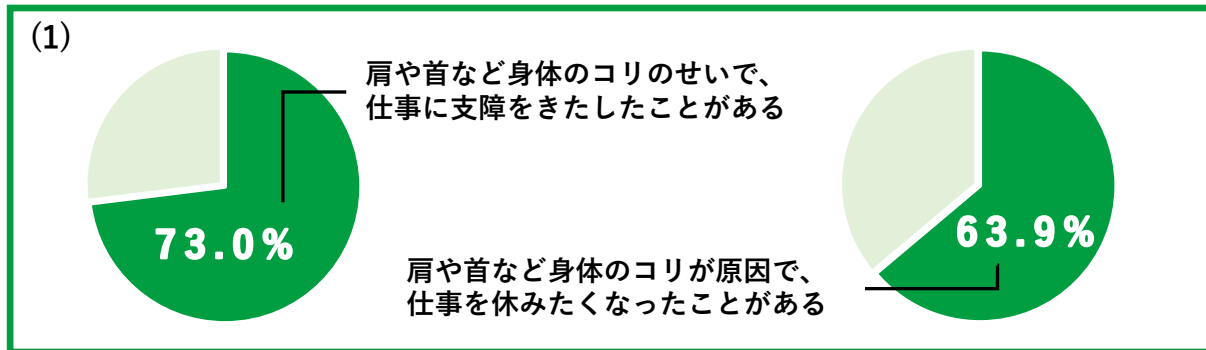 (1)
肩や首など身体のコリのせいで、
仕事に支障をきたしたことがある
73.0%
63.9%
肩や首など身体のコリが原因で、
仕事を休みたくなったことがある